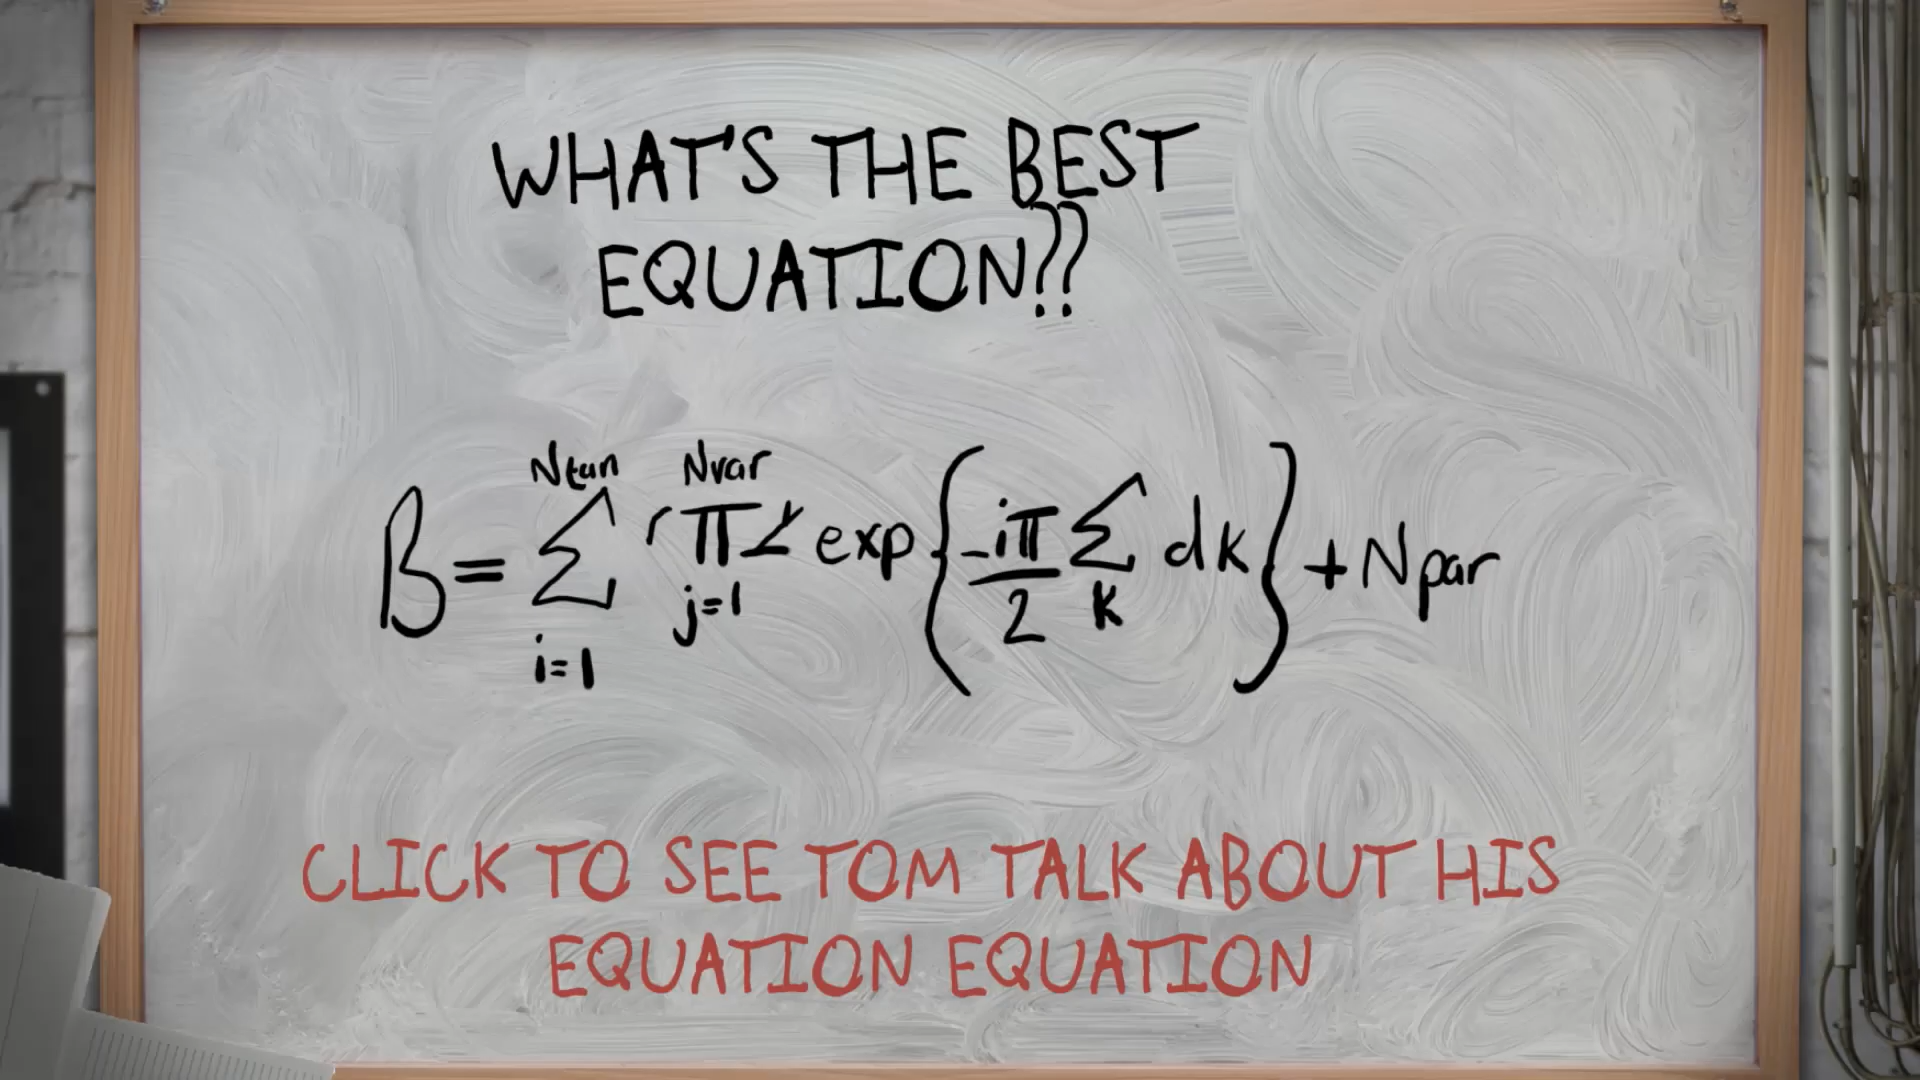 WHAT'S THE BEST
EQUATION??
B = Σ_{i=1}^{Ntun} r π_{j=1}^{Nvar} exp{-iπ/2 Σ_k dk} + Npar
CLICK TO SEE TOM TALK ABOUT HIS
EQUATION EQUATION